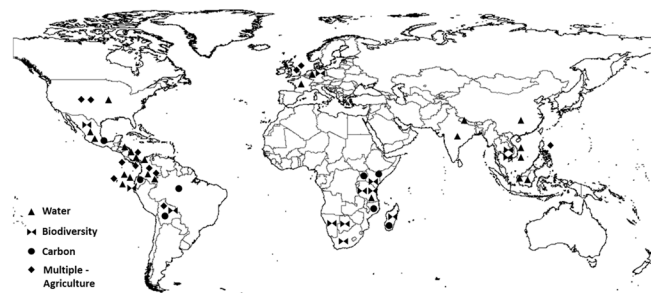 Water
Biodiversity
Carbon
Multiple -
Agriculture